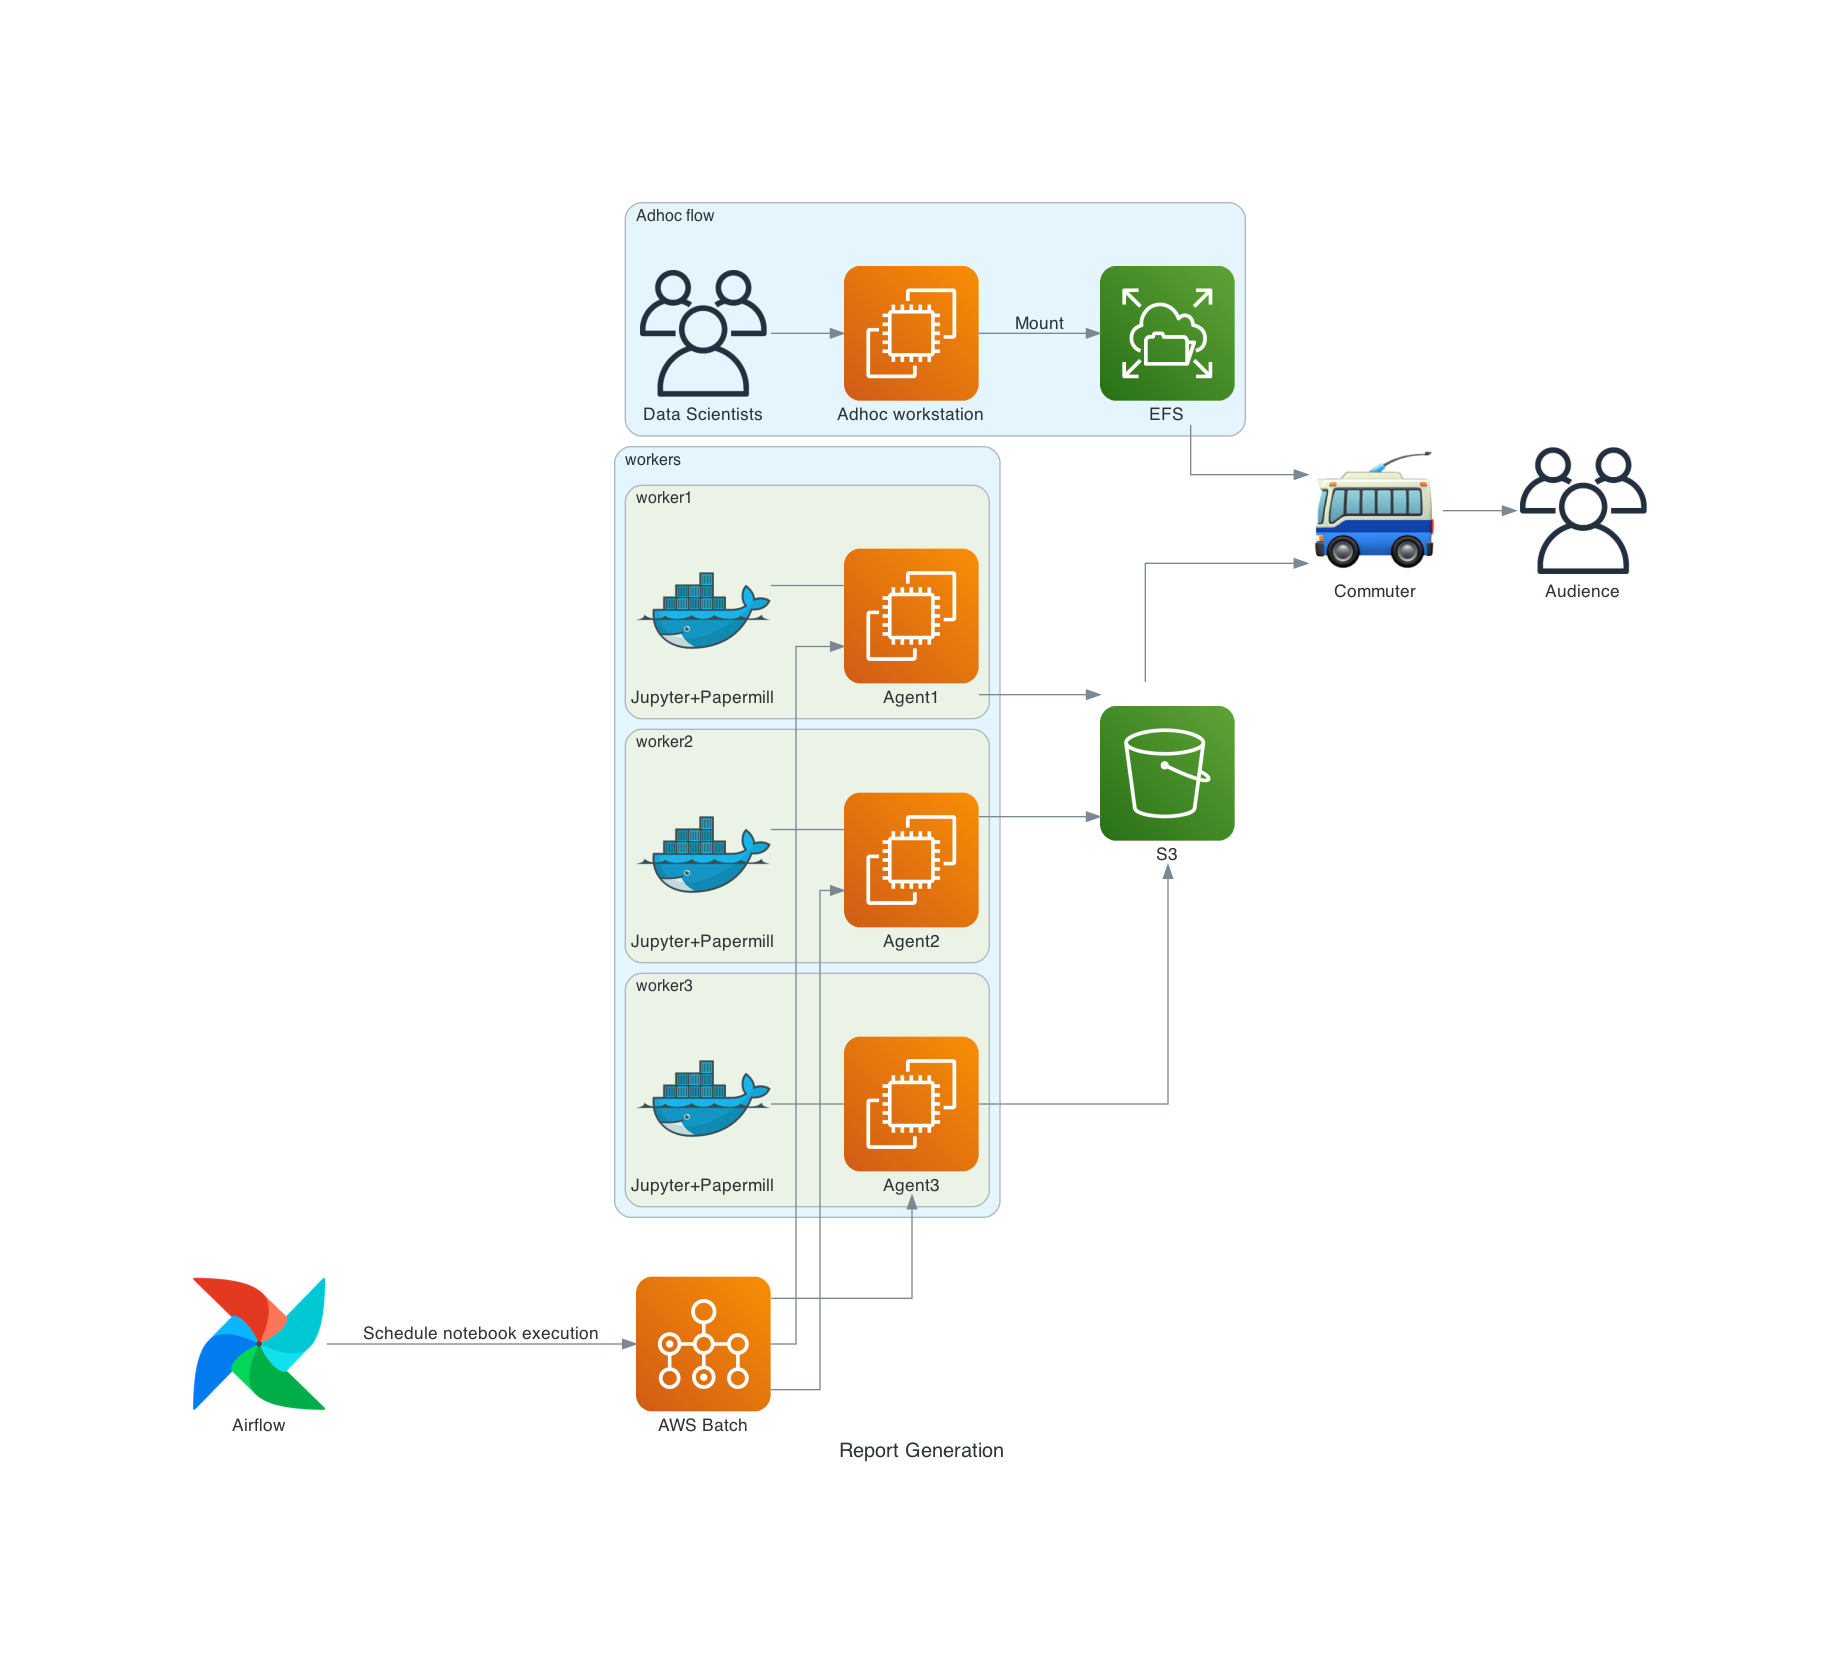 Adhoc flow
Data Scientists
Adhoc workstation
Mount
EFS
workers
worker1
Jupyter+Papermill
Agent1
worker2
Jupyter+Papermill
Agent2
worker3
Jupyter+Papermill
Agent3
S3
Commuter
Audience
Airflow
Schedule notebook execution
AWS Batch
Report Generation